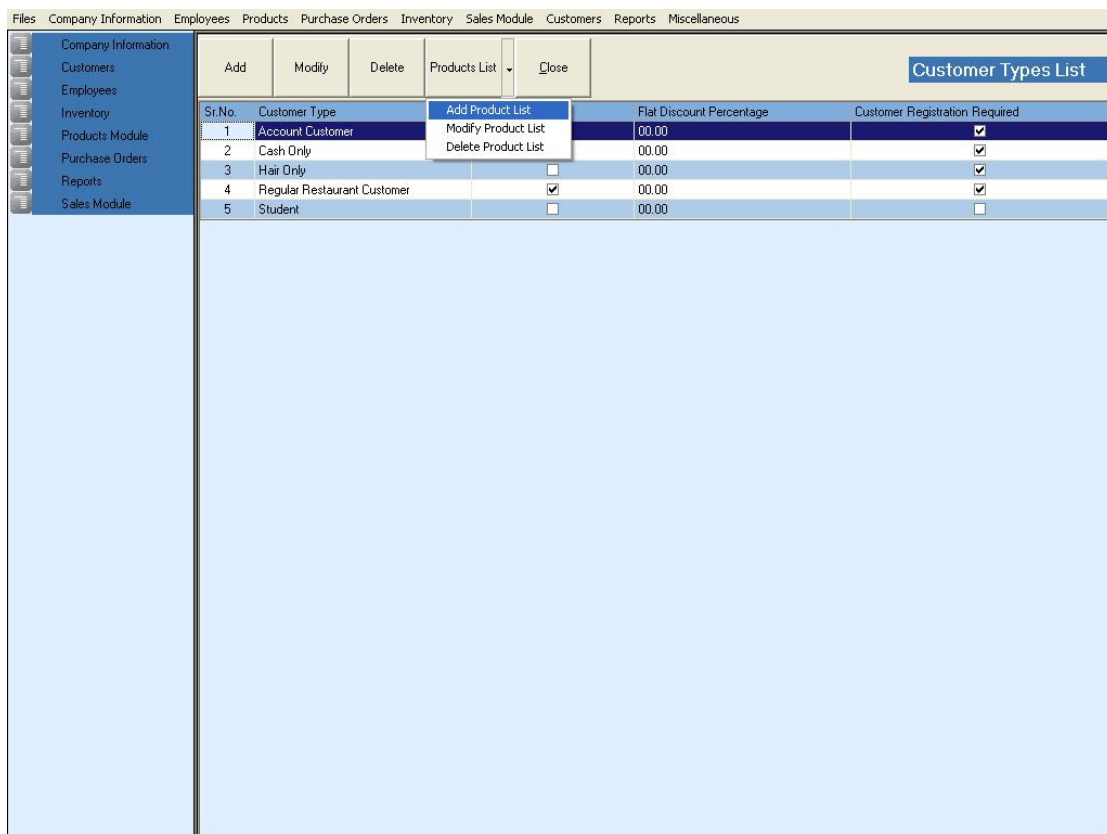 Files Company Information Employees Products Purchase Orders Inventory Sales Module Customers Reports Miscellaneous
Company Information
Customers
Employees
Inventory
Products Module
Purchase Orders
Reports
Sales Module
Add Modify Delete Products List Close
Customer Types List
Add Product List
Modify Product List
Delete Product List
Sr.No. Customer Type Flat Discount Percentage Customer Registration Required
1 Account Customer 00.00
2 Cash Only 00.00
3 Hair Only 00.00
4 Regular Restaurant Customer 00.00
5 Student 00.00